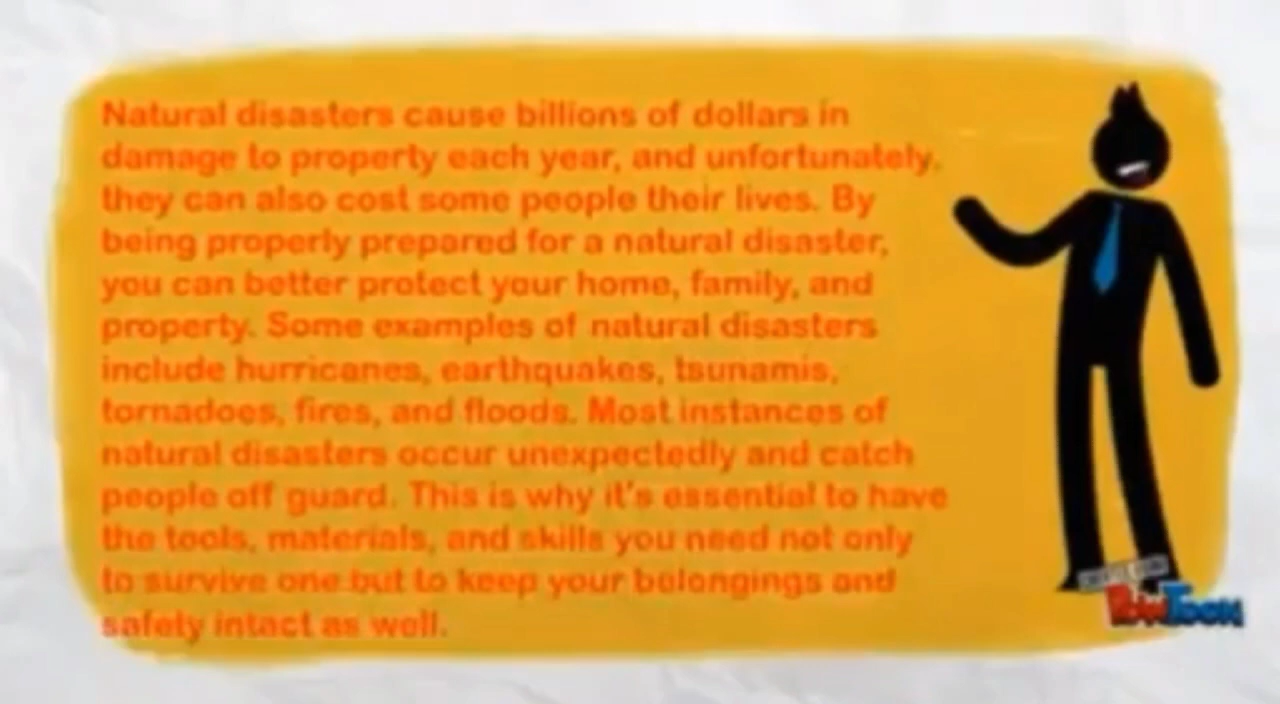 Natural disasters cause billions of dollars in
damage to property each year, and unfortunately,
they can also cost some people their lives. By
being properly prepared for a natural disaster,
you can better protect your home, family, and
property. Some examples of natural disasters
include hurricanes, earthquakes, tsunamis,
tornadoes, fires, and floods. Most instances of
natural disasters occur unexpectedly and catch
people off guard. This is why it's essential to have
the tools, materials, and skills you need not only
to survive one but to keep your belongings and
safety intact as well.
POWTOON